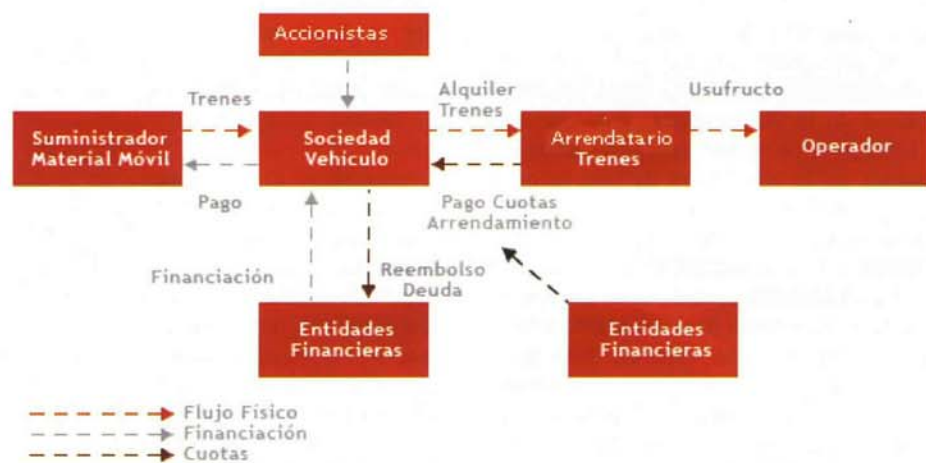 Accionistas
Trenes
Alquiler
Trenes
Usufructo
Suministrador
Material Móvil
Sociedad
Vehiculo
Arrendatario
Trenes
Operador
Pago
Pago Cuotas
Arrendamiento
Financiación
Reembolso
Deuda
Entidades
Financieras
Entidades
Financieras
Flujo Físico
Financiación
Cuotas